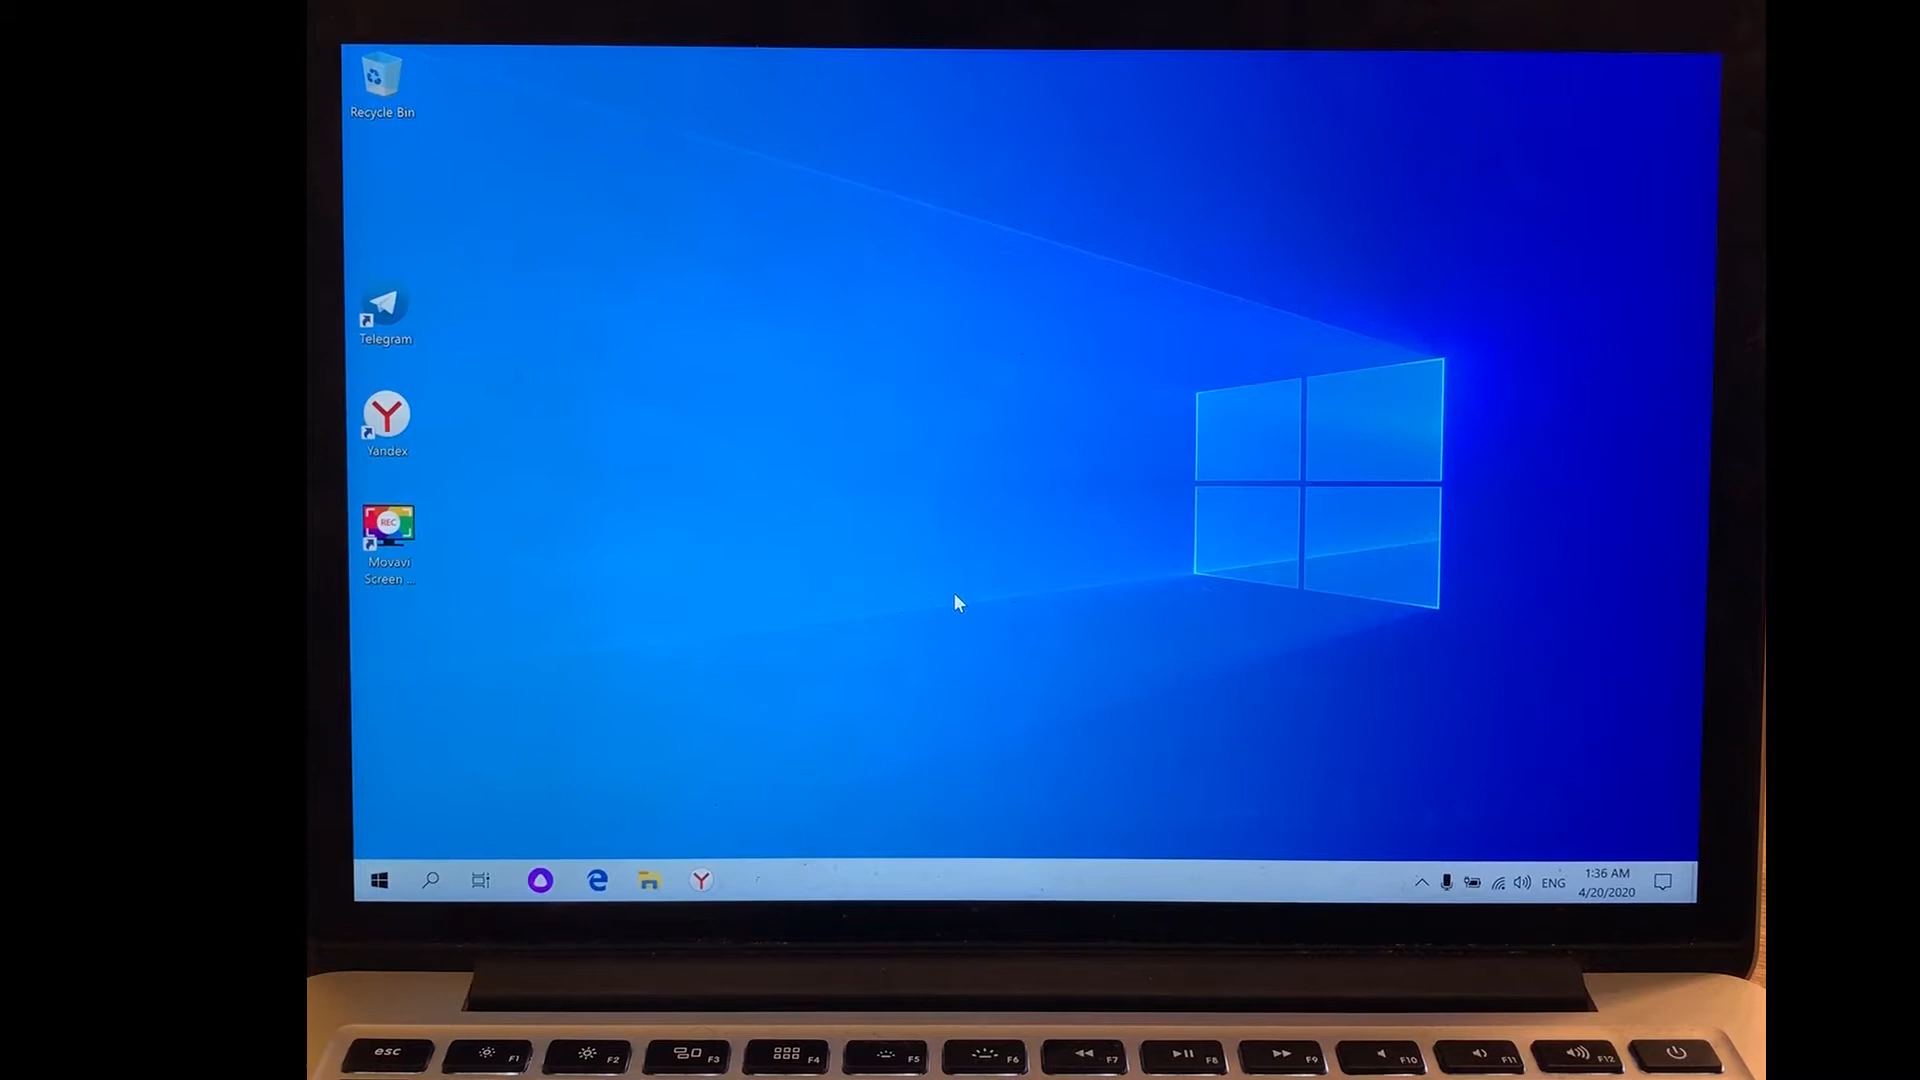 Recycle Bin
Telegram
Yandex
REC
Movavi
Screen ...
ENG
1:36 AM
4/20/2020
esc
F1
F2
F3
F4
F5
F6
F7
F8
F9
F10
F11
F12